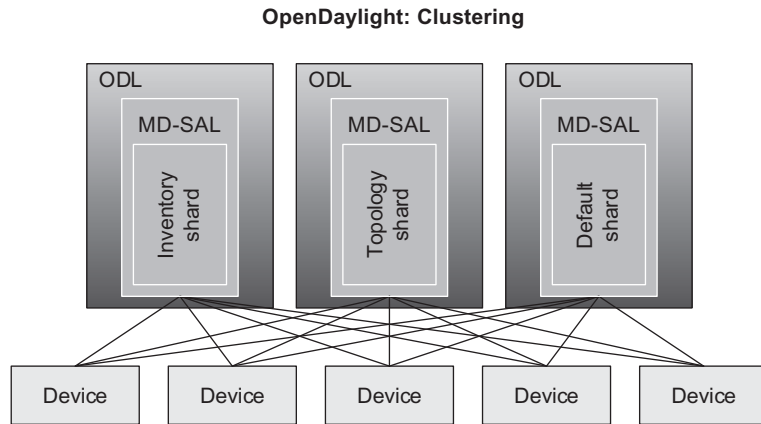 OpenDaylight: Clustering
ODL
ODL
ODL
MD-SAL
MD-SAL
MD-SAL
Inventory
shard
Topology
shard
Default
shard
Device
Device
Device
Device
Device